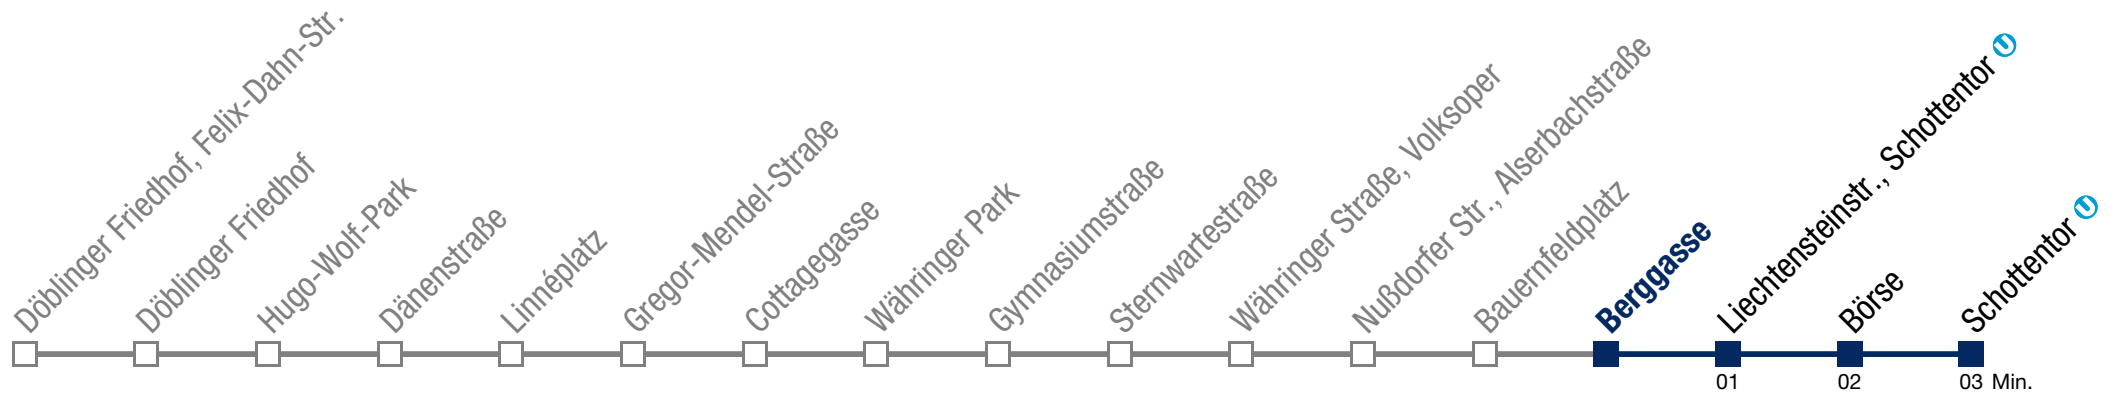 Döblinger Friedhof, Felix-Dahn-Str.
Döblinger Friedhof
Hugo-Wolf-Park
Dänenstraße
Linnéplatz
Gregor-Mendel-Straße
Cottagegasse
Währinger Park
Gymnasiumstraße
Sternwartestraße
Währinger Straße, Volksoper
Nußdorfer Str., Alserbachstraße
Bauernfeldplatz
Berggasse
Liechtensteinstr., Schottentor U
Börse
Schottentor U
01 02 03 Min.